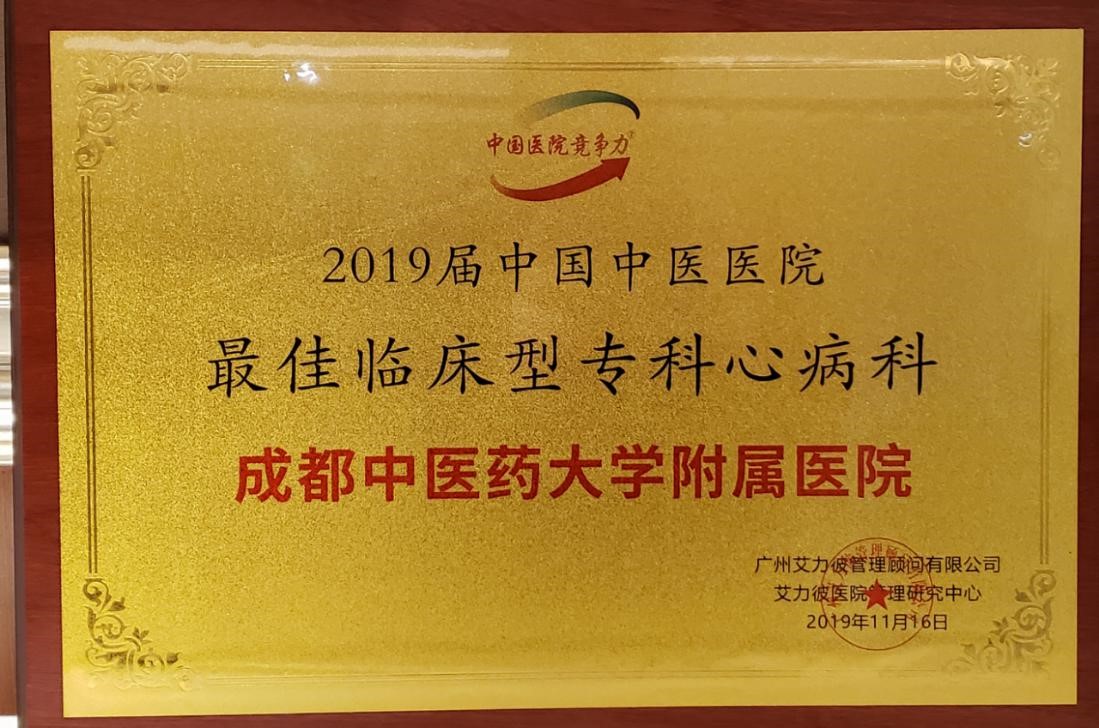 中国医院竞争力®
2019届中国中医医院
最佳临床型专科心病科
成都中医药大学附属医院
广州艾力彼管理顾问有限公司
艾力彼医院管理研究中心
2019年11月16日